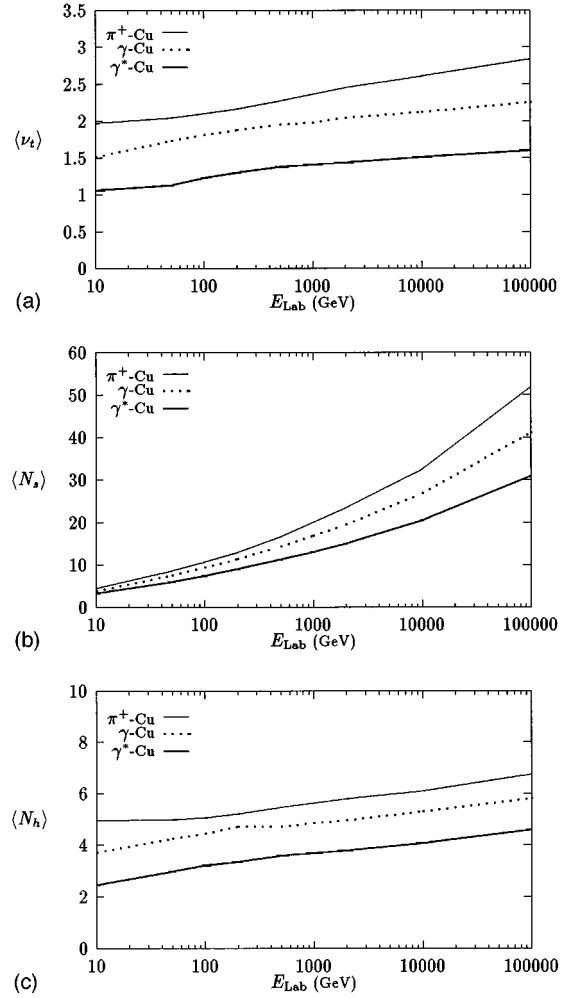 3.5
3
2.5
2
1.5
1
0.5
0
⟨ν_t⟩
π⁺-Cu
γ-Cu
γ*-Cu
10 100 1000 10000 100000
(a)
E_Lab (GeV)
60
50
40
30
20
10
0
⟨N_s⟩
π⁺-Cu
γ-Cu
γ*-Cu
10 100 1000 10000 100000
(b)
E_Lab (GeV)
10
8
6
4
2
0
⟨N_h⟩
π⁺-Cu
γ-Cu
γ*-Cu
10 100 1000 10000 100000
(c)
E_Lab (GeV)